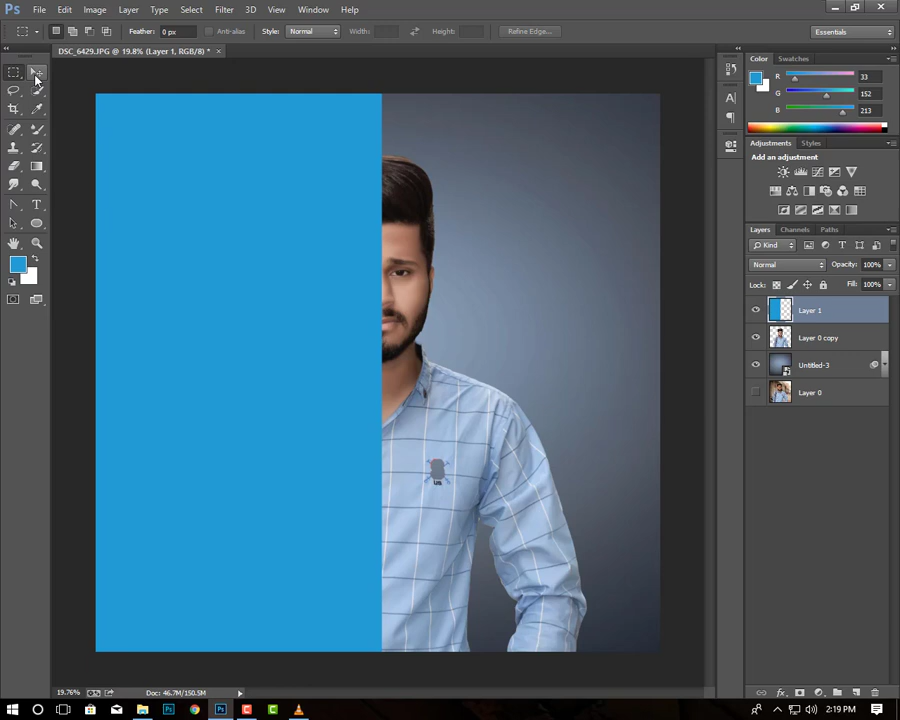 Ps File Edit Image Layer Type Select Filter 3D View Window Help
Feather: 0 px Anti-alias Style: Normal Width: Height: Refine Edge... Essentials
DSC_6429.JPG @ 19.8% (Layer 1, RGB/8) * ×
Color Swatches
R 33
G 152
B 213
Adjustments Styles
Add an adjustment
Layers Channels Paths
Kind
Normal Opacity: 100%
Lock: Fill: 100%
Layer 1
Layer 0 copy
Untitled-3
Layer 0
19.76% Doc: 46.7M/150.5M
2:19 PM